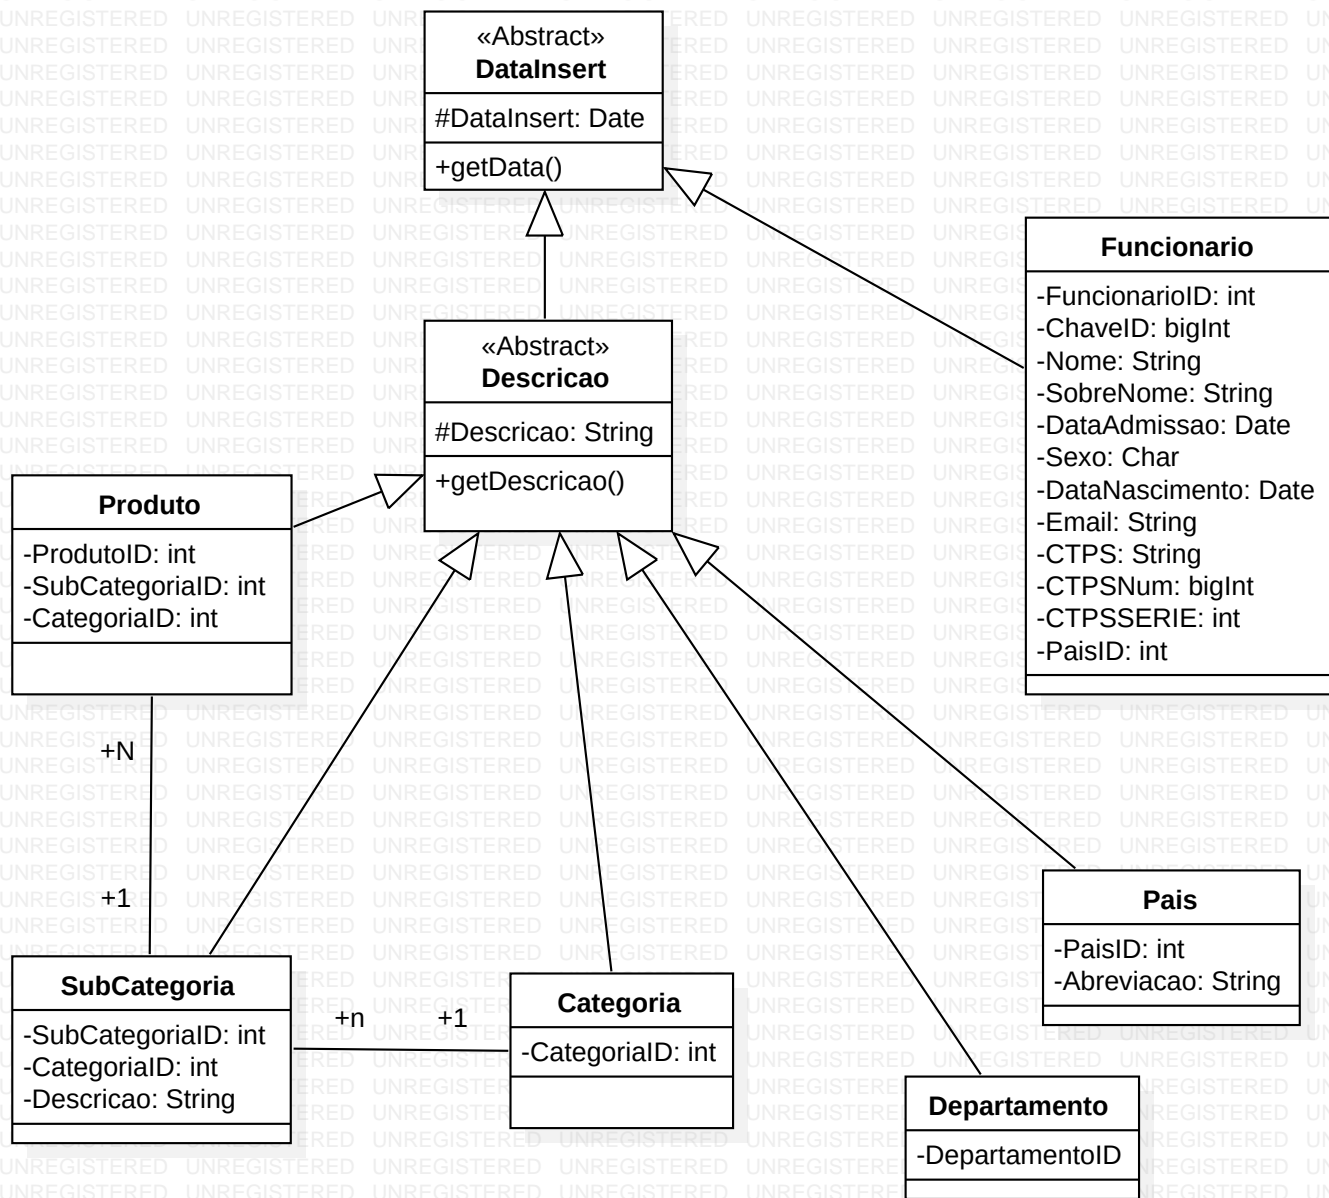 «Abstract»
DataInsert
#DataInsert: Date
+getData()
Funcionario
-FuncionarioID: int
-ChaveID: bigInt
-Nome: String
-SobreNome: String
-DataAdmissao: Date
-Sexo: Char
-DataNascimento: Date
-Email: String
-CTPS: String
-CTPSNum: bigInt
-CTPSSERIE: int
-PaisID: int
«Abstract»
Descricao
#Descricao: String
+getDescricao()
Produto
-ProdutoID: int
-SubCategoriaID: int
-CategoriaID: int
+N
+1
SubCategoria
-SubCategoriaID: int
-CategoriaID: int
-Descricao: String
+n
+1
Categoria
-CategoriaID: int
Pais
-PaisID: int
-Abreviacao: String
Departamento
-DepartamentoID
UNREGISTERED